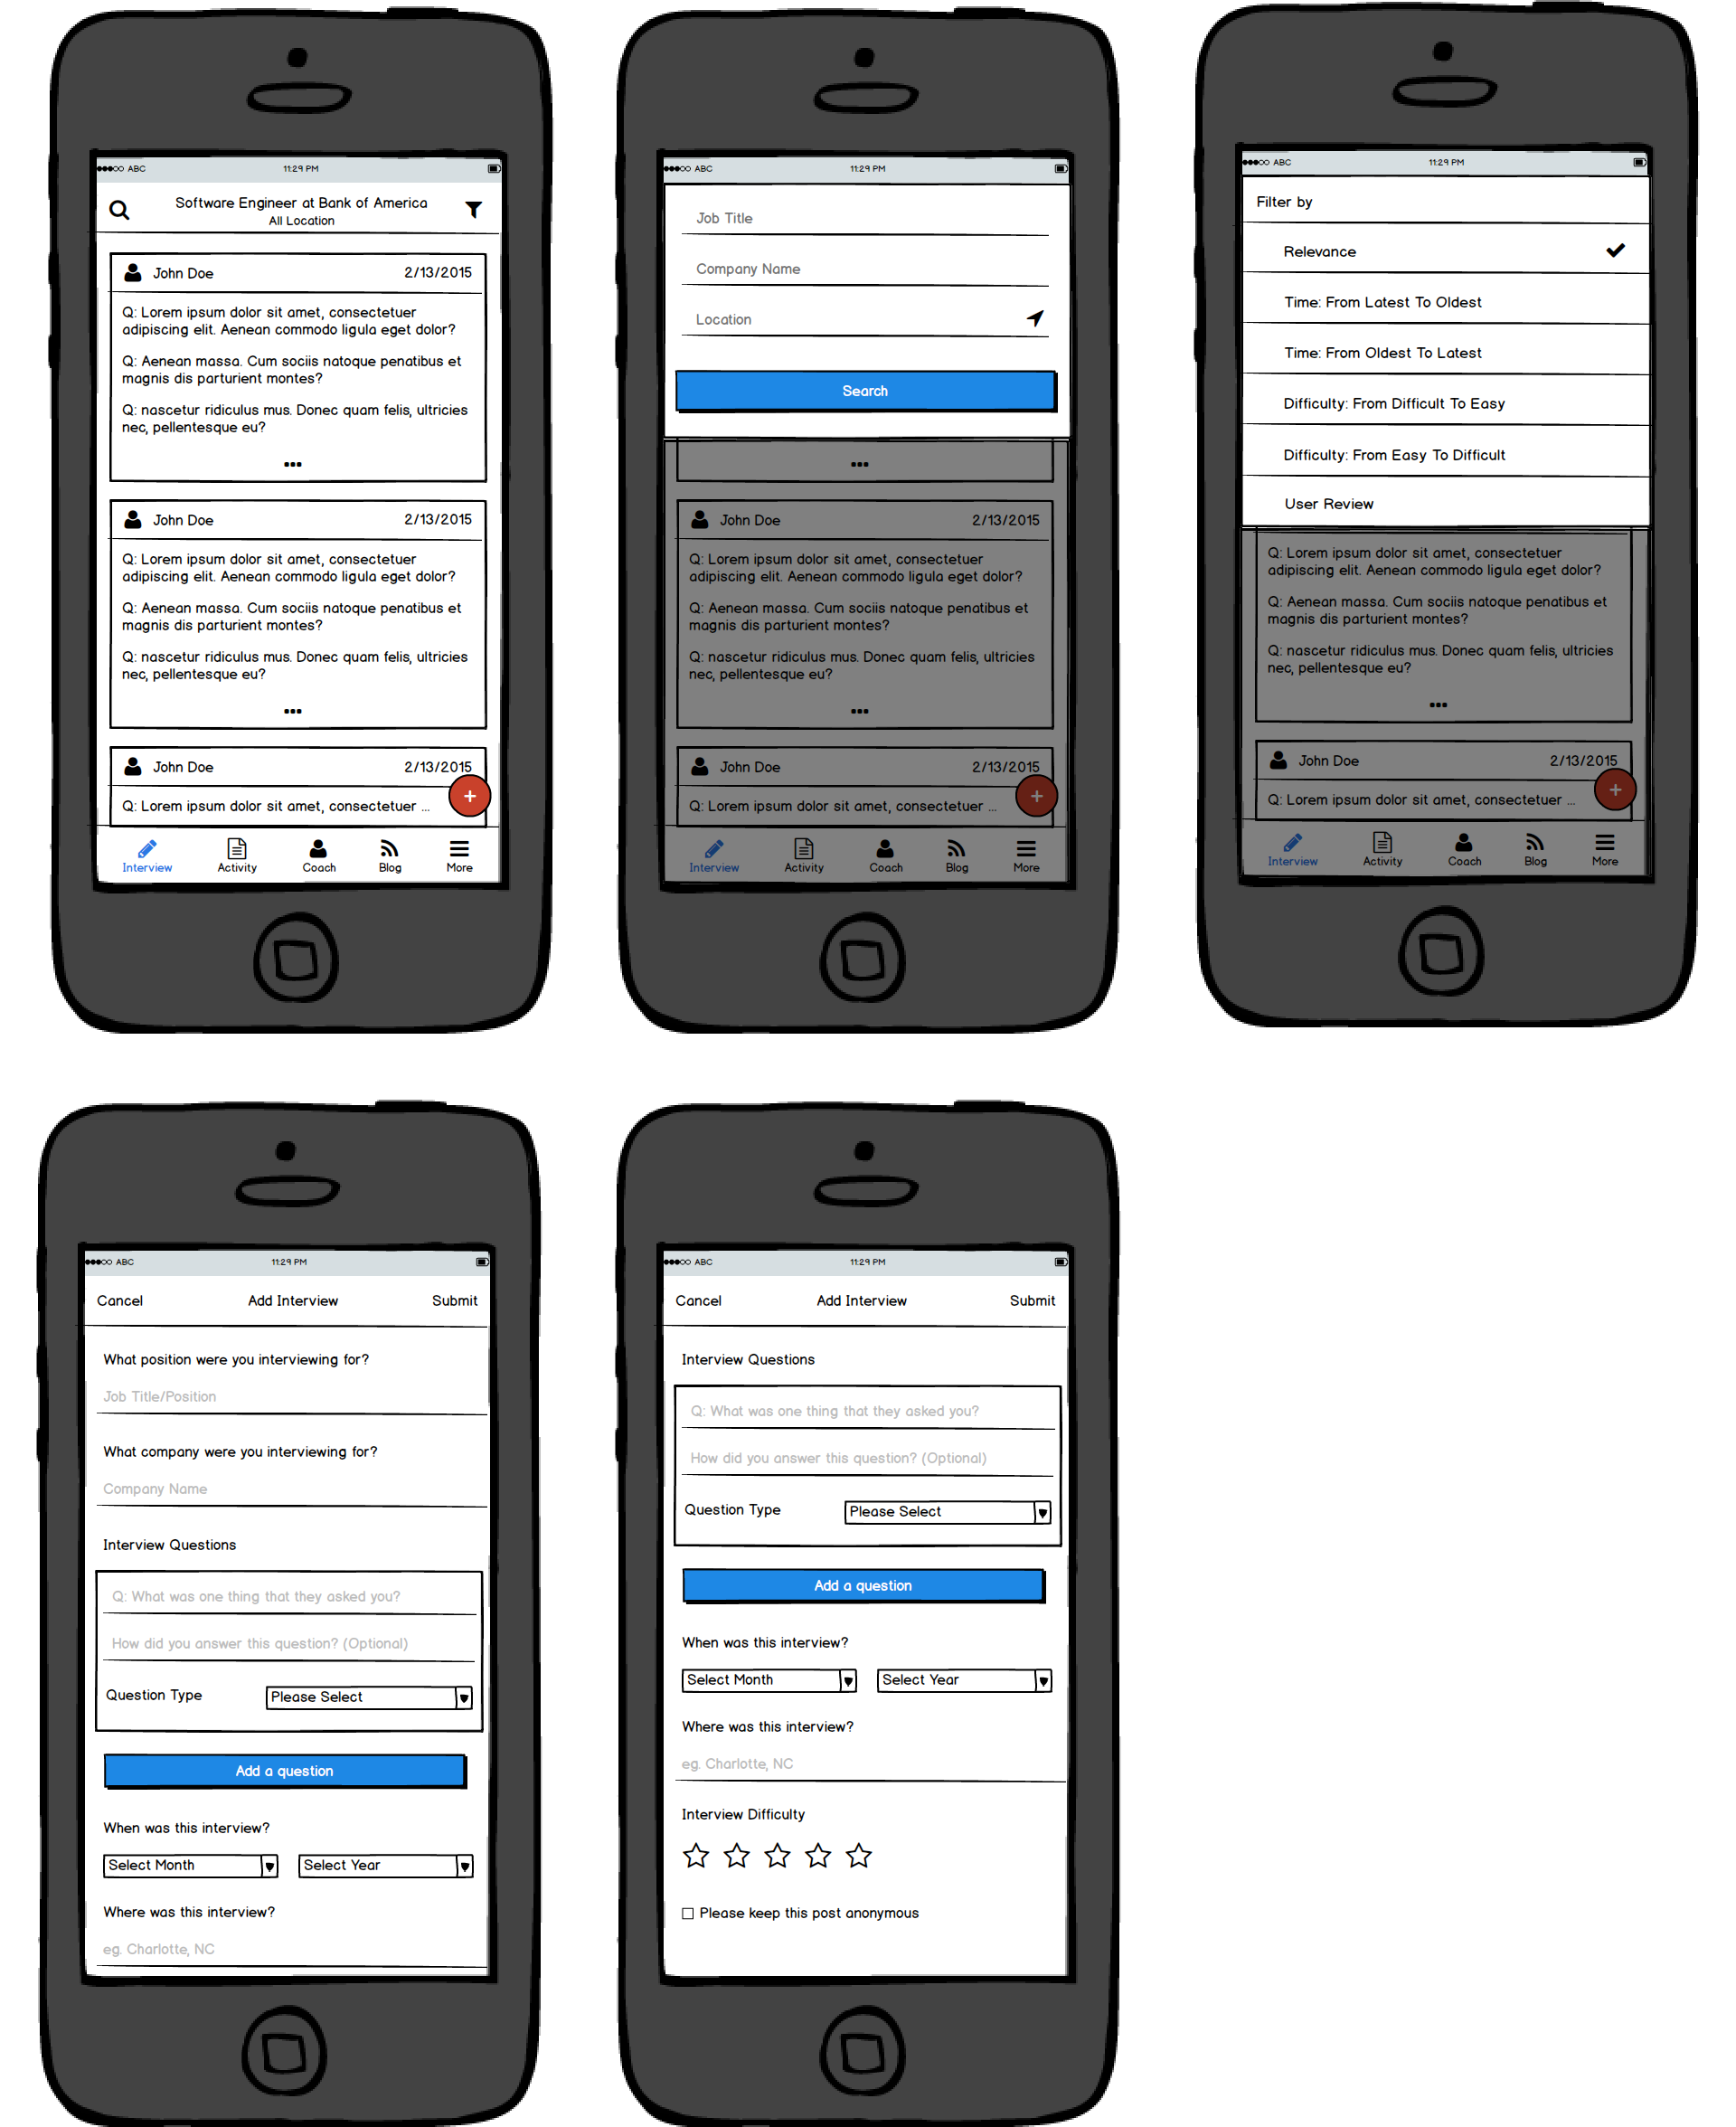 ABC 11:29 PM
Software Engineer at Bank of America
All Location
John Doe 2/13/2015
Q: Lorem ipsum dolor sit amet, consectetuer
adipiscing elit. Aenean commodo ligula eget dolor?
Q: Aenean massa. Cum sociis natoque penatibus et
magnis dis parturient montes?
Q: nascetur ridiculus mus. Donec quam felis, ultricies
nec, pellentesque eu?
•••
John Doe 2/13/2015
Q: Lorem ipsum dolor sit amet, consectetuer
adipiscing elit. Aenean commodo ligula eget dolor?
Q: Aenean massa. Cum sociis natoque penatibus et
magnis dis parturient montes?
Q: nascetur ridiculus mus. Donec quam felis, ultricies
nec, pellentesque eu?
•••
John Doe 2/13/2015
Q: Lorem ipsum dolor sit amet, consectetuer ...
+
Interview Activity Coach Blog More
ABC 11:29 PM
Job Title
Company Name
Location
Search
•••
John Doe 2/13/2015
Q: Lorem ipsum dolor sit amet, consectetuer
adipiscing elit. Aenean commodo ligula eget dolor?
Q: Aenean massa. Cum sociis natoque penatibus et
magnis dis parturient montes?
Q: nascetur ridiculus mus. Donec quam felis, ultricies
nec, pellentesque eu?
•••
John Doe 2/13/2015
Q: Lorem ipsum dolor sit amet, consectetuer ...
+
Interview Activity Coach Blog More
ABC 11:29 PM
Filter by
Relevance
Time: From Latest To Oldest
Time: From Oldest To Latest
Difficulty: From Difficult To Easy
Difficulty: From Easy To Difficult
User Review
Q: Lorem ipsum dolor sit amet, consectetuer
adipiscing elit. Aenean commodo ligula eget dolor?
Q: Aenean massa. Cum sociis natoque penatibus et
magnis dis parturient montes?
Q: nascetur ridiculus mus. Donec quam felis, ultricies
nec, pellentesque eu?
•••
John Doe 2/13/2015
Q: Lorem ipsum dolor sit amet, consectetuer ...
+
Interview Activity Coach Blog More
ABC 11:29 PM
Cancel Add Interview Submit
What position were you interviewing for?
Job Title/Position
What company were you interviewing for?
Company Name
Interview Questions
Q: What was one thing that they asked you?
How did you answer this question? (Optional)
Question Type Please Select
Add a question
When was this interview?
Select Month Select Year
Where was this interview?
eg. Charlotte, NC
ABC 11:29 PM
Cancel Add Interview Submit
Interview Questions
Q: What was one thing that they asked you?
How did you answer this question? (Optional)
Question Type Please Select
Add a question
When was this interview?
Select Month Select Year
Where was this interview?
eg. Charlotte, NC
Interview Difficulty
Please keep this post anonymous